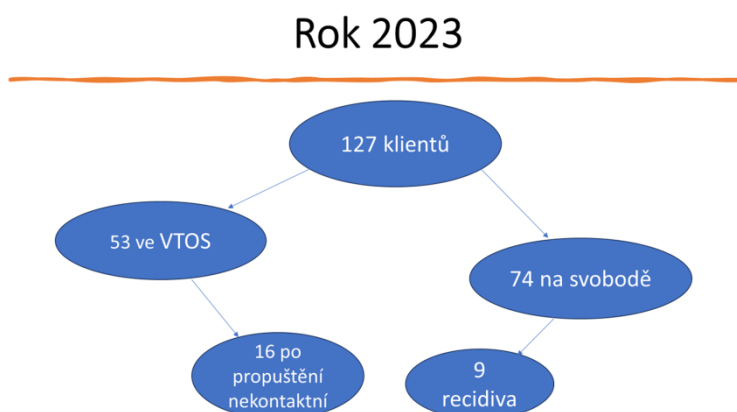 Rok 2023
127 klientů
53 ve VTOS
74 na svobodě
16 po
propuštění
nekontaktní
9
recidiva